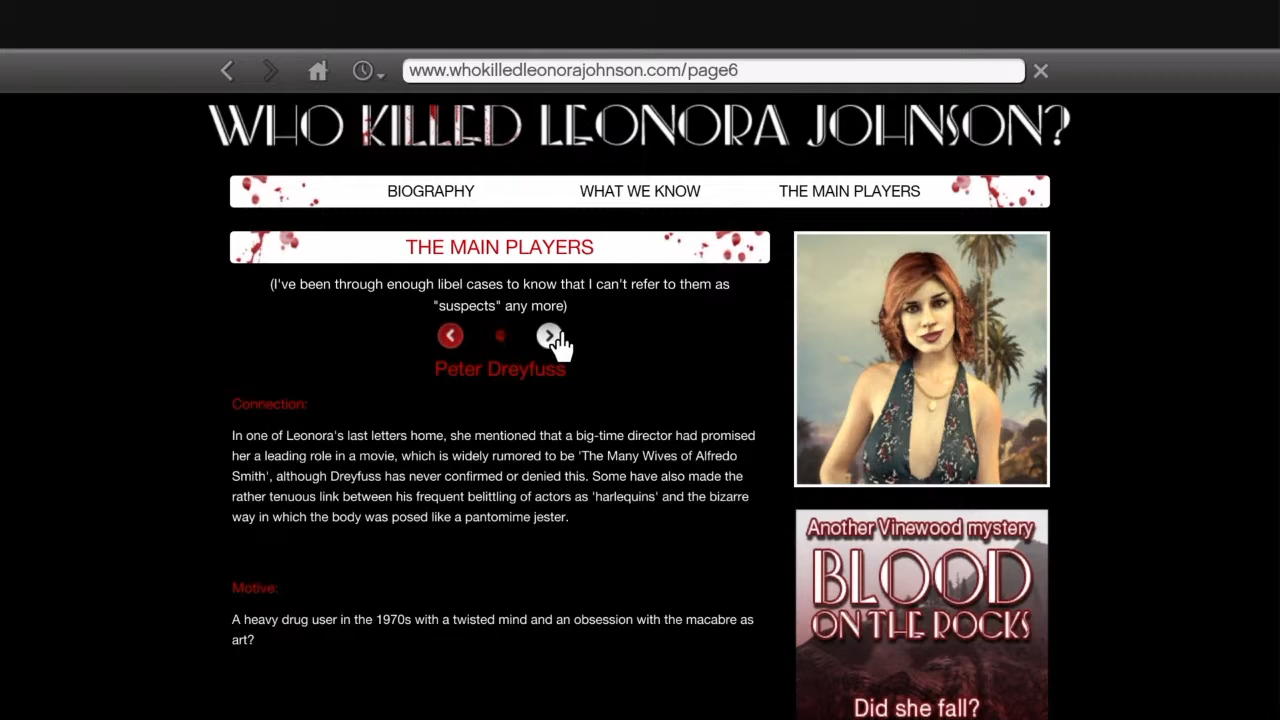 www.whokilledleonorajohnson.com/page6
WHO KILLED LEONORA JOHNSON?
BIOGRAPHY WHAT WE KNOW THE MAIN PLAYERS
THE MAIN PLAYERS
(I've been through enough libel cases to know that I can't refer to them as
"suspects" any more)
Peter Dreyfuss
Connection:
In one of Leonora's last letters home, she mentioned that a big-time director had promised
her a leading role in a movie, which is widely rumored to be 'The Many Wives of Alfredo
Smith', although Dreyfuss has never confirmed or denied this. Some have also made the
rather tenuous link between his frequent belittling of actors as 'harlequins' and the bizarre
way in which the body was posed like a pantomime jester.
Motive:
A heavy drug user in the 1970s with a twisted mind and an obsession with the macabre as
art?
Another Vinewood mystery
BLOOD
ON THE ROCKS
Did she fall?